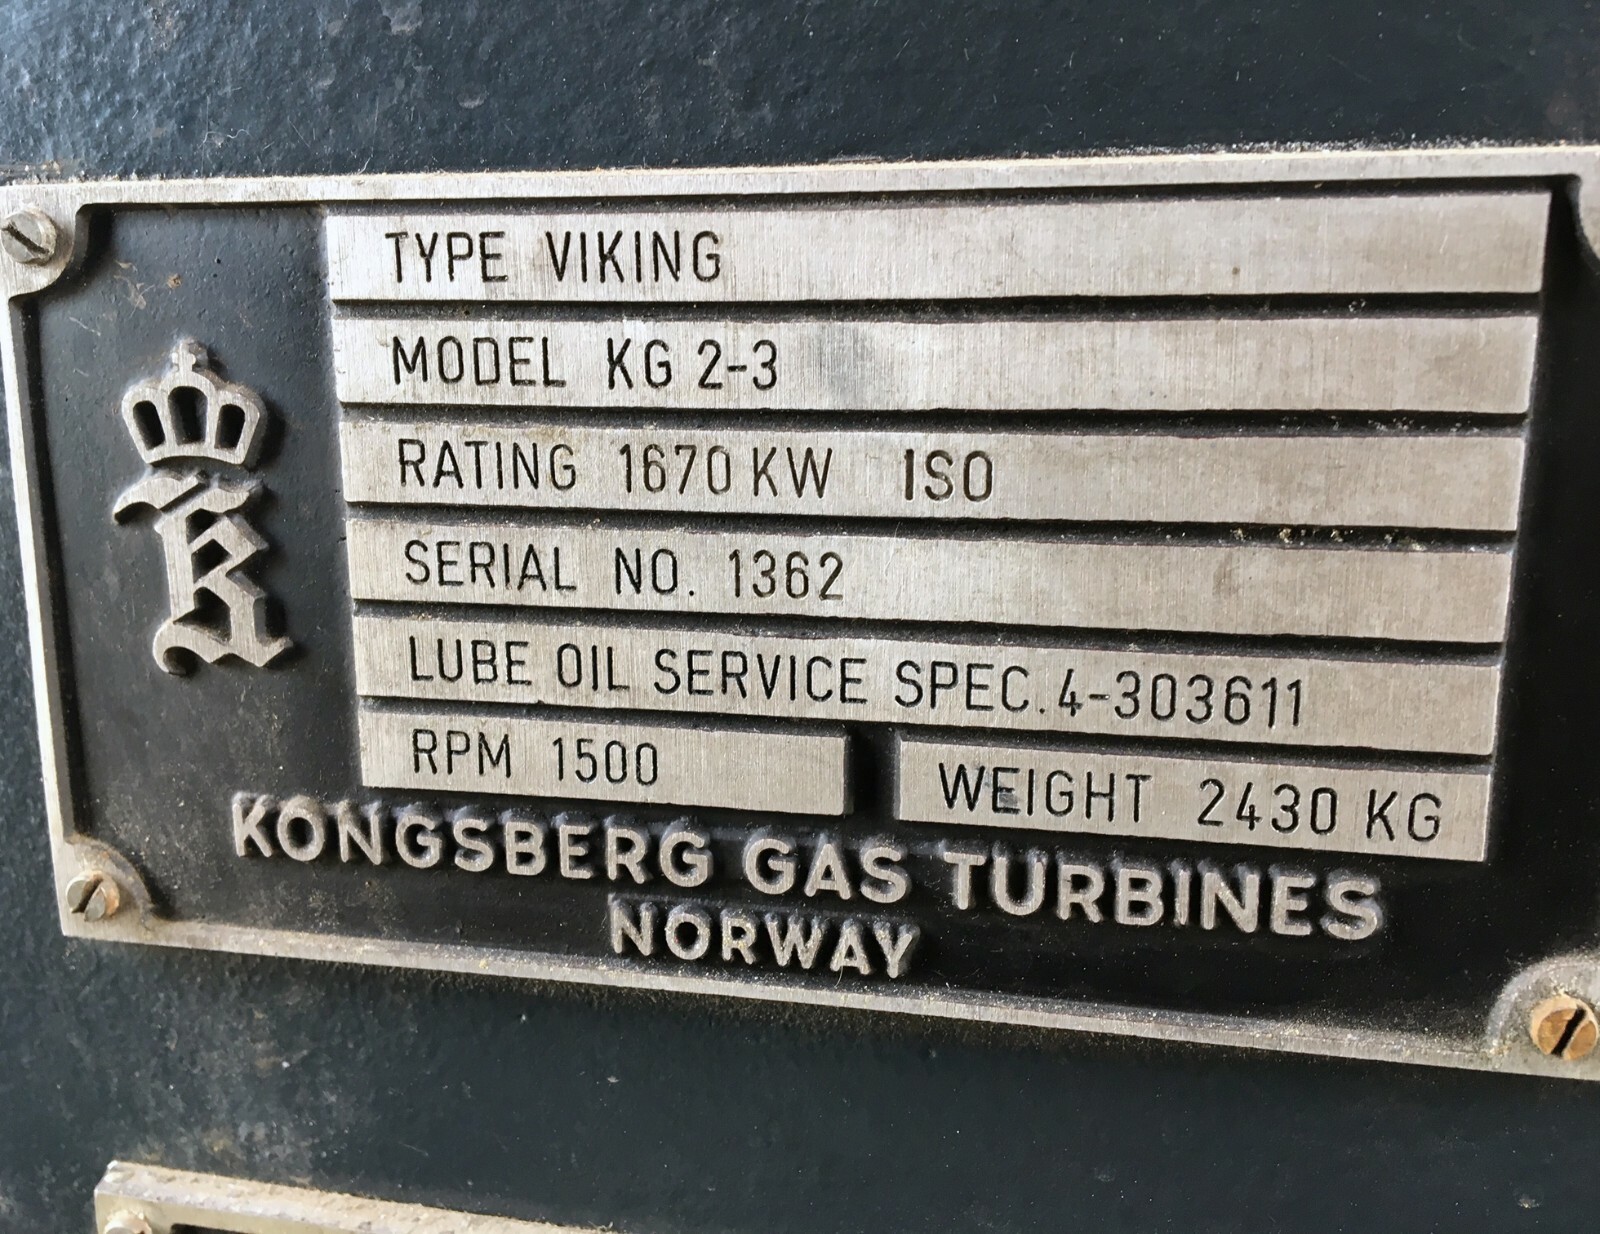 TYPE VIKING
MODEL KG 2-3
RATING 1670 KW ISO
SERIAL NO. 1362
LUBE OIL SERVICE SPEC. 4-303611
RPM 1500
WEIGHT 2430 KG
KONGSBERG GAS TURBINES
NORWAY